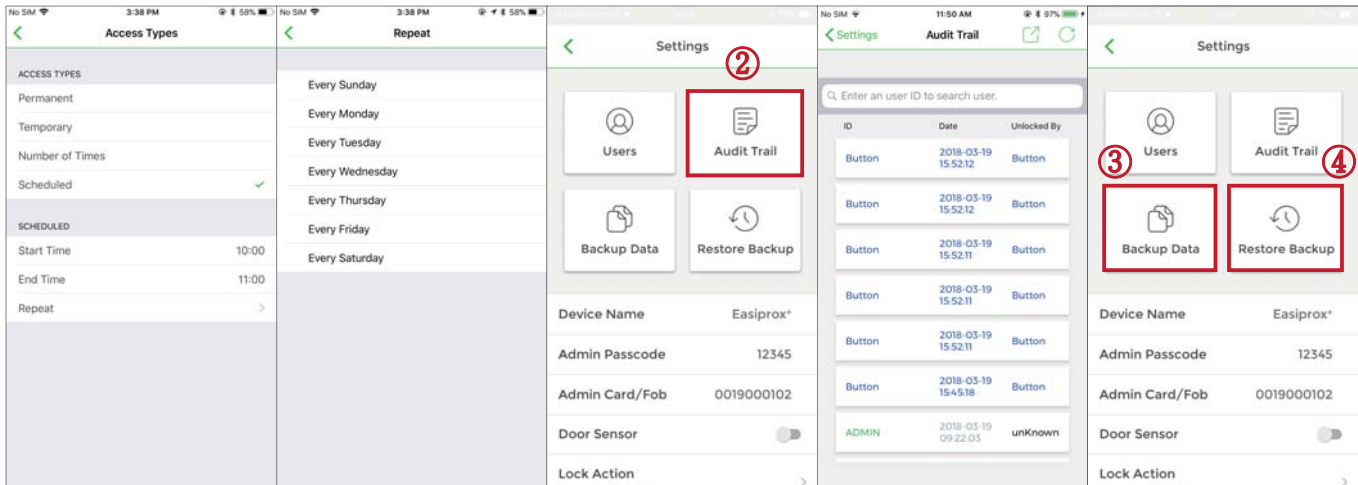 No SIM 3:38 PM 58%
Access Types
ACCESS TYPES
Permanent
Temporary
Number of Times
Scheduled
SCHEDULED
Start Time 10:00
End Time 11:00
Repeat
No SIM 3:38 PM 58%
Repeat
Every Sunday
Every Monday
Every Tuesday
Every Wednesday
Every Thursday
Every Friday
Every Saturday
Settings
②
Users Audit Trail
Backup Data Restore Backup
Device Name Easiprox+
Admin Passcode 12345
Admin Card/Fob 0019000102
Door Sensor
Lock Action
No SIM 11:50 AM 97%
Settings Audit Trail
Enter an user ID to search user.
ID Date Unlocked By
Button 2018-03-19 Button
15:52:12
Button 2018-03-19 Button
15:52:12
Button 2018-03-19 Button
15:52:11
Button 2018-03-19 Button
15:52:11
Button 2018-03-19 Button
15:52:11
Button 2018-03-19 Button
15:45:18
ADMIN 2018-03-19 unKnown
09:22:03
Settings
Users Audit Trail
③ ④
Backup Data Restore Backup
Device Name Easiprox+
Admin Passcode 12345
Admin Card/Fob 0019000102
Door Sensor
Lock Action